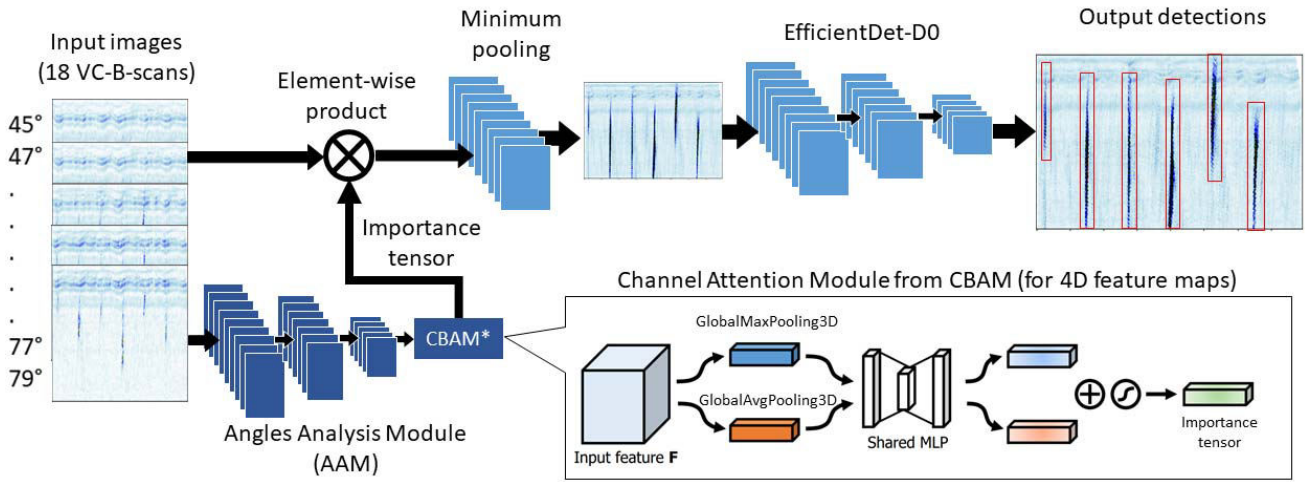 Input images
(18 VC-B-scans)
45°
47°
.
.
.
.
77°
79°
Element-wise
product
Minimum
pooling
EfficientDet-D0
Output detections
Importance
tensor
CBAM*
Angles Analysis Module
(AAM)
Channel Attention Module from CBAM (for 4D feature maps)
GlobalMaxPooling3D
GlobalAvgPooling3D
Input feature F
Shared MLP
Importance
tensor